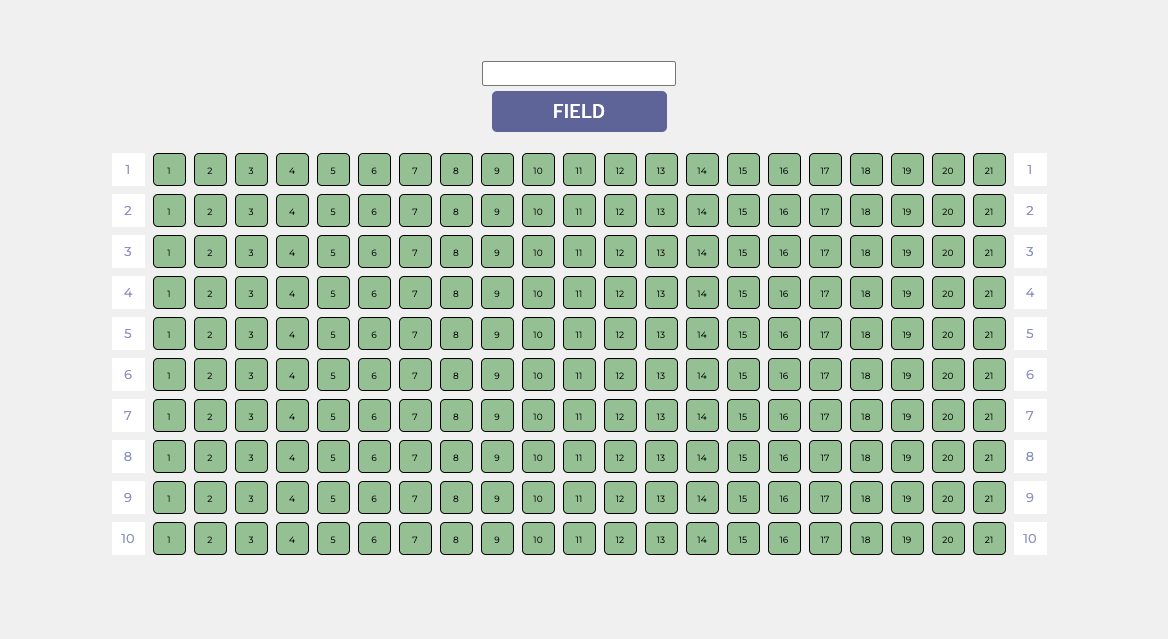 FIELD
1 1 2 3 4 5 6 7 8 9 10 11 12 13 14 15 16 17 18 19 20 21 1
2 1 2 3 4 5 6 7 8 9 10 11 12 13 14 15 16 17 18 19 20 21 2
3 1 2 3 4 5 6 7 8 9 10 11 12 13 14 15 16 17 18 19 20 21 3
4 1 2 3 4 5 6 7 8 9 10 11 12 13 14 15 16 17 18 19 20 21 4
5 1 2 3 4 5 6 7 8 9 10 11 12 13 14 15 16 17 18 19 20 21 5
6 1 2 3 4 5 6 7 8 9 10 11 12 13 14 15 16 17 18 19 20 21 6
7 1 2 3 4 5 6 7 8 9 10 11 12 13 14 15 16 17 18 19 20 21 7
8 1 2 3 4 5 6 7 8 9 10 11 12 13 14 15 16 17 18 19 20 21 8
9 1 2 3 4 5 6 7 8 9 10 11 12 13 14 15 16 17 18 19 20 21 9
10 1 2 3 4 5 6 7 8 9 10 11 12 13 14 15 16 17 18 19 20 21 10